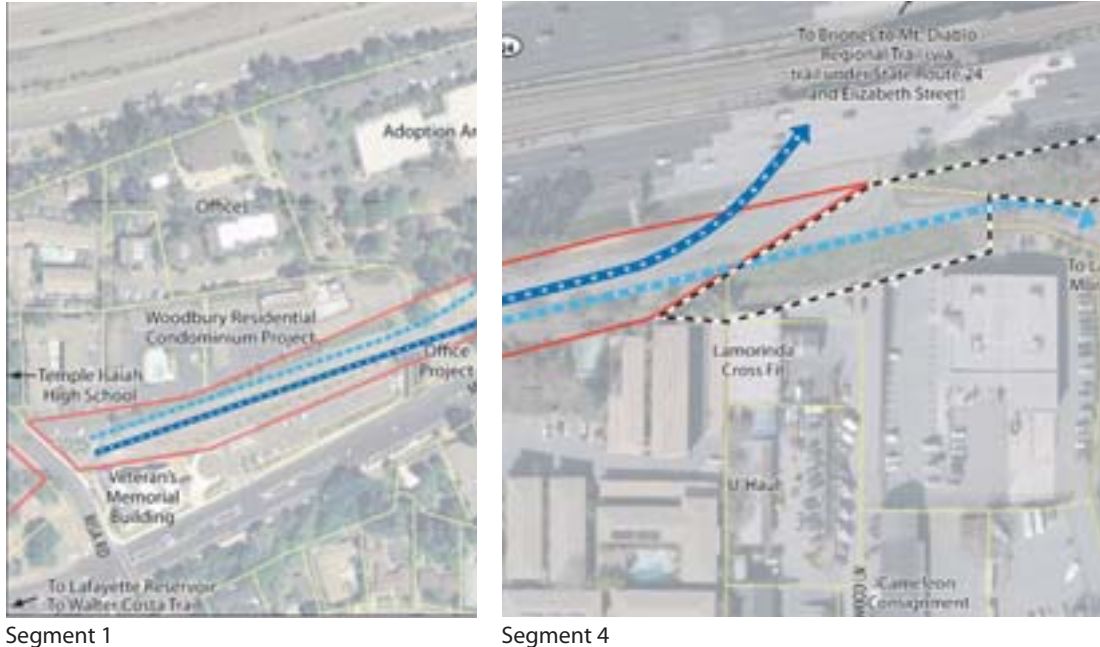 Adoption
Office
Woodbury Residential
Condominium Project
Office
Project
Temple Isaiah
High School
Veteran's
Memorial
Building
To Lafayette Reservoir
To Walter Costa Trail
Segment 1
24
To Briones to Mt. Diablo
Regional Trail via
trail under State Route 24
and Elizabeth Street
Lamorinda
Cross Fit
U Haul
Cameleon
Consignment
Segment 4